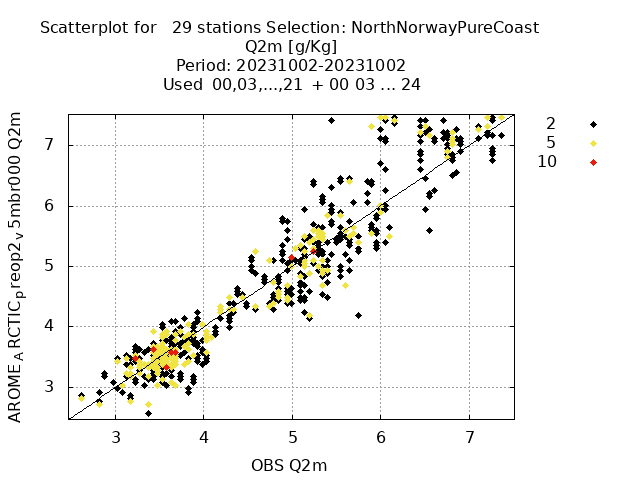 Scatterplot for   29 stations Selection: NorthNorwayPureCoast
Q2m [g/Kg]
Period: 20231002-20231002
Used  00,03,...,21  + 00 03 ... 24
2
5
10
7
6
5
4
3
AROME_ARCTIC_preop2_v5mbr000 Q2m
3 4 5 6 7
OBS Q2m